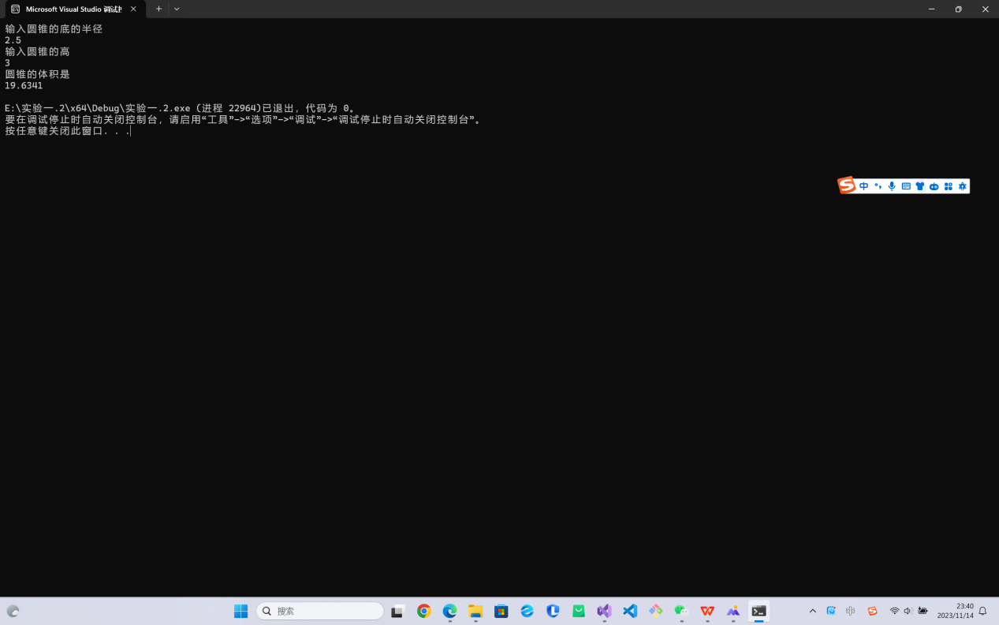 Microsoft Visual Studio 调试
输入圆锥的底的半径
2.5
输入圆锥的高
3
圆锥的体积是
19.6341
E:\实验一.2\x64\Debug\实验一.2.exe (进程 22964)已退出，代码为 0。
要在调试停止时自动关闭控制台，请启用“工具”->“选项”->“调试”->“调试停止时自动关闭控制台”。
按任意键关闭此窗口. . .
中
搜索
中
23:40
2023/11/14